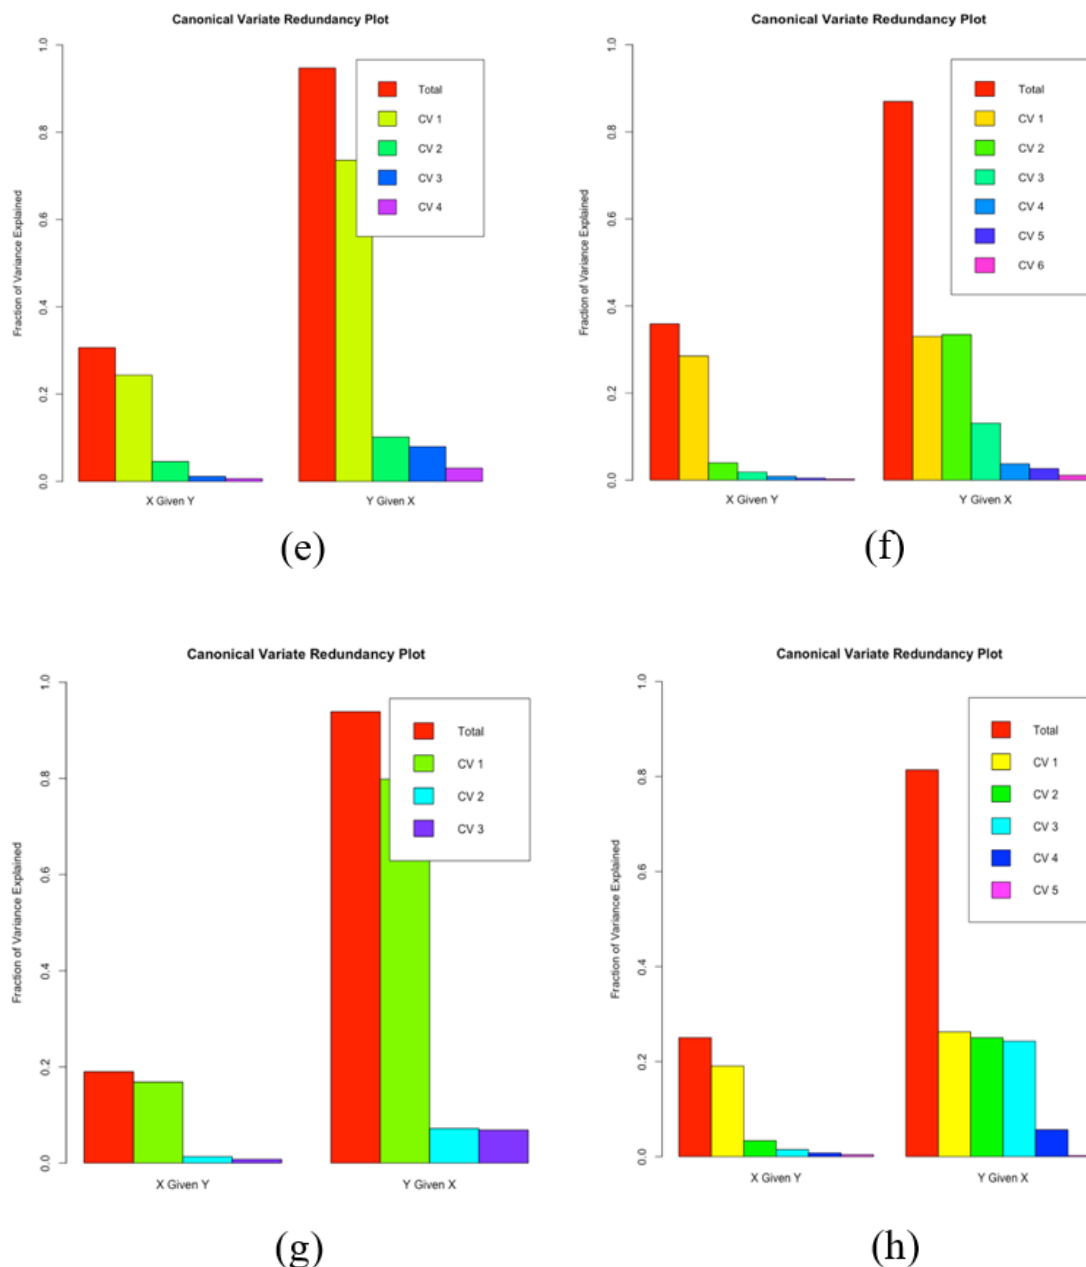 Canonical Variate Redundancy Plot
Fraction of Variance Explained
1.0
0.8
0.6
0.4
0.2
0.0
Total
CV 1
CV 2
CV 3
CV 4
X Given Y
Y Given X
(e)
Canonical Variate Redundancy Plot
Fraction of Variance Explained
1.0
0.8
0.6
0.4
0.2
0.0
Total
CV 1
CV 2
CV 3
CV 4
CV 5
CV 6
X Given Y
Y Given X
(f)
Canonical Variate Redundancy Plot
Fraction of Variance Explained
1.0
0.8
0.6
0.4
0.2
0.0
Total
CV 1
CV 2
CV 3
X Given Y
Y Given X
(g)
Canonical Variate Redundancy Plot
Fraction of Variance Explained
1.0
0.8
0.6
0.4
0.2
0.0
Total
CV 1
CV 2
CV 3
CV 4
CV 5
X Given Y
Y Given X
(h)